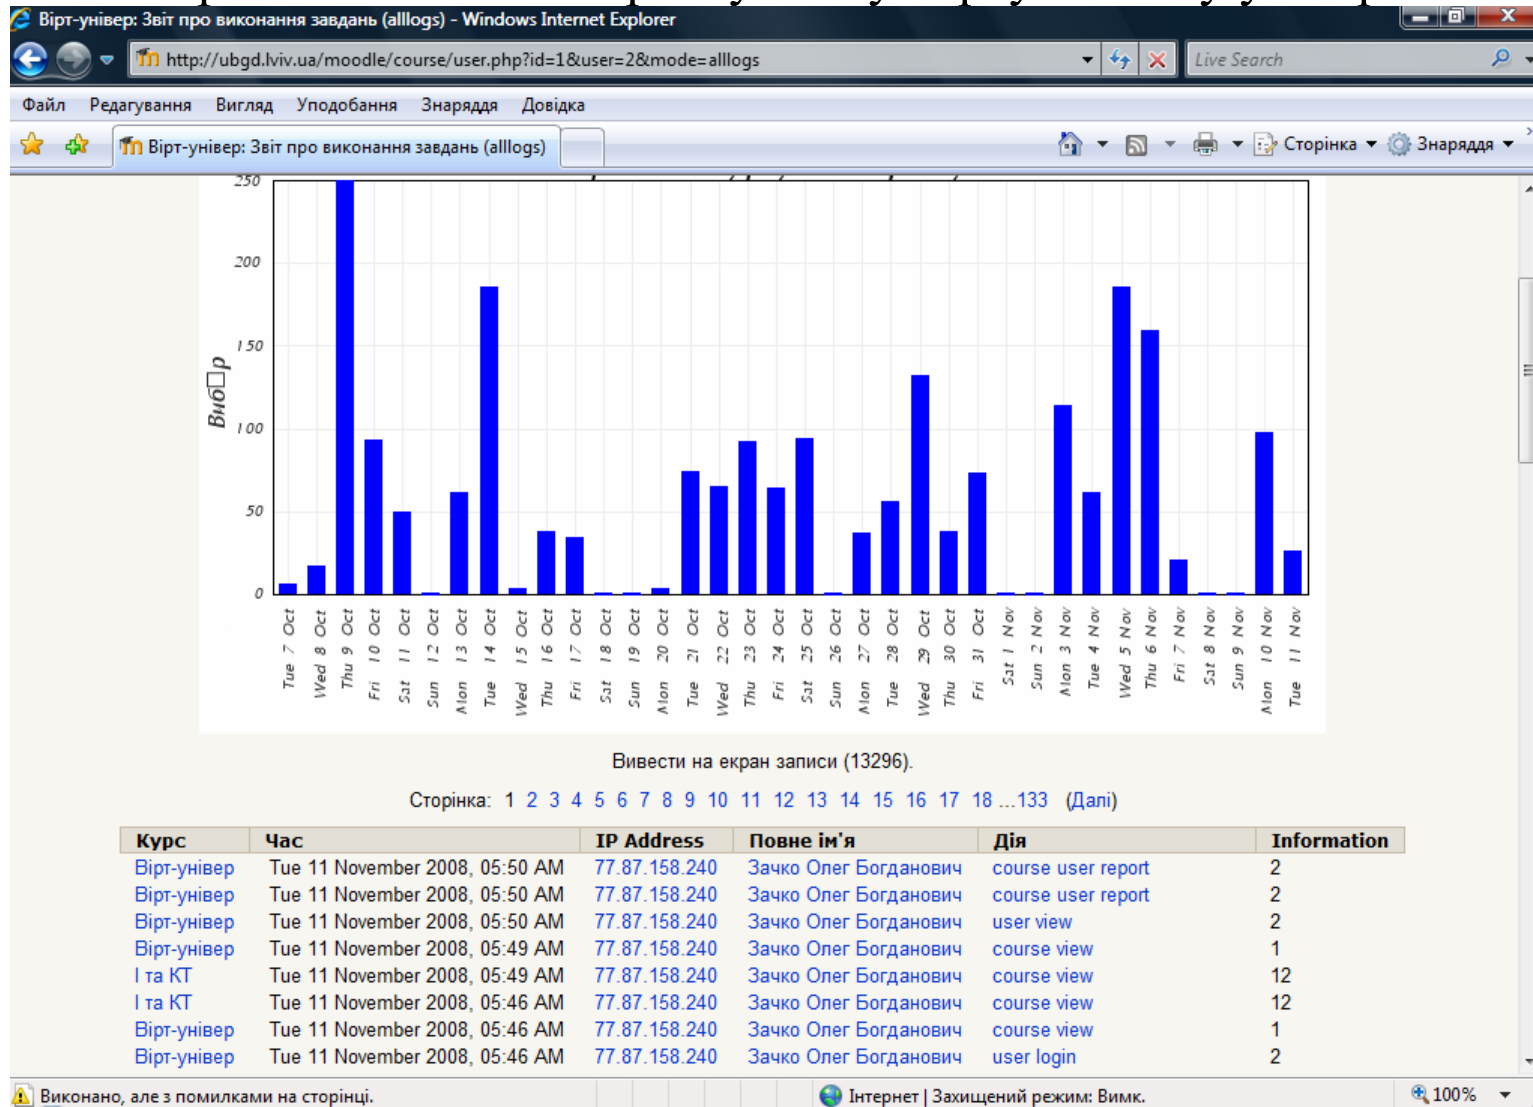 Вірт-універ: Звіт про виконання завдань (alllogs) - Windows Internet Explorer
http://ubgd.lviv.ua/moodle/course/user.php?id=1&user=2&mode=alllogs
Live Search
Файл Редагування Вигляд Уподобання Знаряддя Довідка
Вірт-універ: Звіт про виконання завдань (alllogs)
Сторінка Знаряддя
250
200
150
100
50
0
Tue 7 Oct
Wed 8 Oct
Thu 9 Oct
Fri 10 Oct
Sat 11 Oct
Sun 12 Oct
Mon 13 Oct
Tue 14 Oct
Wed 15 Oct
Thu 16 Oct
Fri 17 Oct
Sat 18 Oct
Sun 19 Oct
Mon 20 Oct
Tue 21 Oct
Wed 22 Oct
Thu 23 Oct
Fri 24 Oct
Sat 25 Oct
Sun 26 Oct
Mon 27 Oct
Tue 28 Oct
Wed 29 Oct
Thu 30 Oct
Fri 31 Oct
Sat 1 Nov
Sun 2 Nov
Mon 3 Nov
Tue 4 Nov
Wed 5 Nov
Thu 6 Nov
Fri 7 Nov
Sat 8 Nov
Sun 9 Nov
Mon 10 Nov
Tue 11 Nov
Вивести на екран записи (13296).
Сторінка: 1 2 3 4 5 6 7 8 9 10 11 12 13 14 15 16 17 18 ...133 (Далі)
Курс Час IP Address Повне ім'я Дія Information
Вірт-універ Tue 11 November 2008, 05:50 AM 77.87.158.240 Зачко Олег Богданович course user report 2
Вірт-універ Tue 11 November 2008, 05:50 AM 77.87.158.240 Зачко Олег Богданович course user report 2
Вірт-універ Tue 11 November 2008, 05:50 AM 77.87.158.240 Зачко Олег Богданович user view 2
Вірт-універ Tue 11 November 2008, 05:49 AM 77.87.158.240 Зачко Олег Богданович course view 1
І та КТ Tue 11 November 2008, 05:49 AM 77.87.158.240 Зачко Олег Богданович course view 12
І та КТ Tue 11 November 2008, 05:46 AM 77.87.158.240 Зачко Олег Богданович course view 12
Вірт-універ Tue 11 November 2008, 05:46 AM 77.87.158.240 Зачко Олег Богданович course view 1
Вірт-універ Tue 11 November 2008, 05:46 AM 77.87.158.240 Зачко Олег Богданович user login 2
Виконано, але з помилками на сторінці. Інтернет | Захищений режим: Вимк. 100%